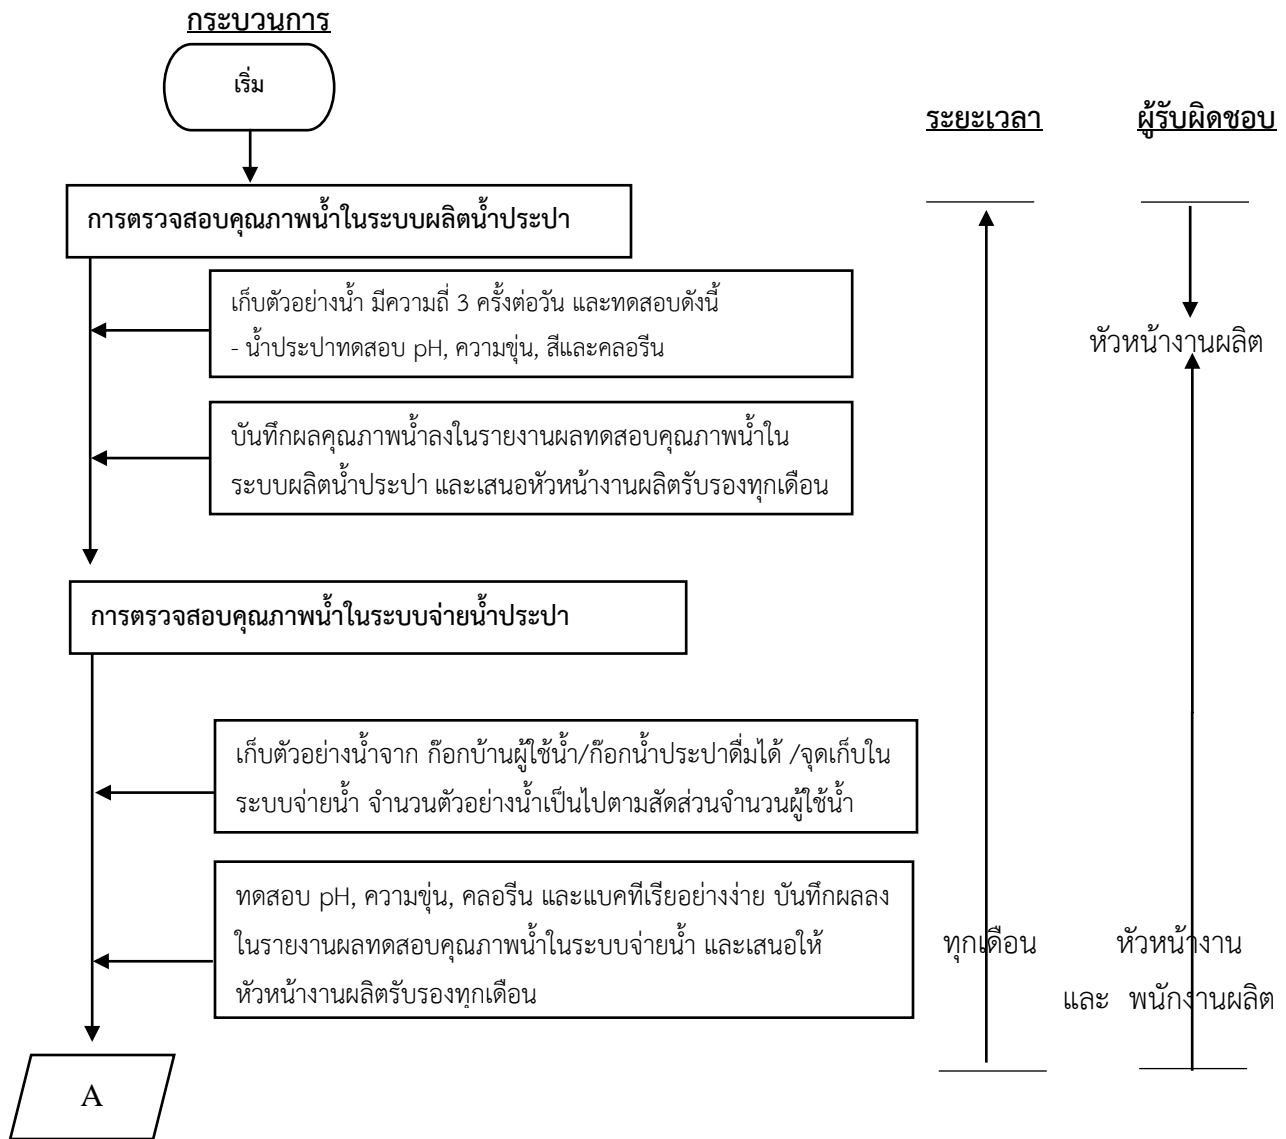 กระบวนการ
เริ่ม
ระยะเวลา
ผู้รับผิดชอบ
การตรวจสอบคุณภาพน้ำในระบบผลิตน้ำประปา
เก็บตัวอย่างน้ำ มีความถี่ 3 ครั้งต่อวัน และทดสอบดังนี้
- น้ำประปาทดสอบ pH, ความขุ่น, สีและคลอรีน
หัวหน้างานผลิต
บันทึกผลคุณภาพน้ำลงในรายงานผลทดสอบคุณภาพน้ำใน
ระบบผลิตน้ำประปา และเสนอหัวหน้างานผลิตรับรองทุกเดือน
การตรวจสอบคุณภาพน้ำในระบบจ่ายน้ำประปา
เก็บตัวอย่างน้ำจาก ก๊อกบ้านผู้ใช้น้ำ/ก๊อกน้ำประปาดื่มได้ /จุดเก็บใน
ระบบจ่ายน้ำ จำนวนตัวอย่างน้ำเป็นไปตามสัดส่วนจำนวนผู้ใช้น้ำ
ทดสอบ pH, ความขุ่น, คลอรีน และแบคทีเรียอย่างง่าย บันทึกผลลง
ในรายงานผลทดสอบคุณภาพน้ำในระบบจ่ายน้ำ และเสนอให้
หัวหน้างานผลิตรับรองทุกเดือน
ทุกเดือน
หัวหน้างาน
และ พนักงานผลิต
A